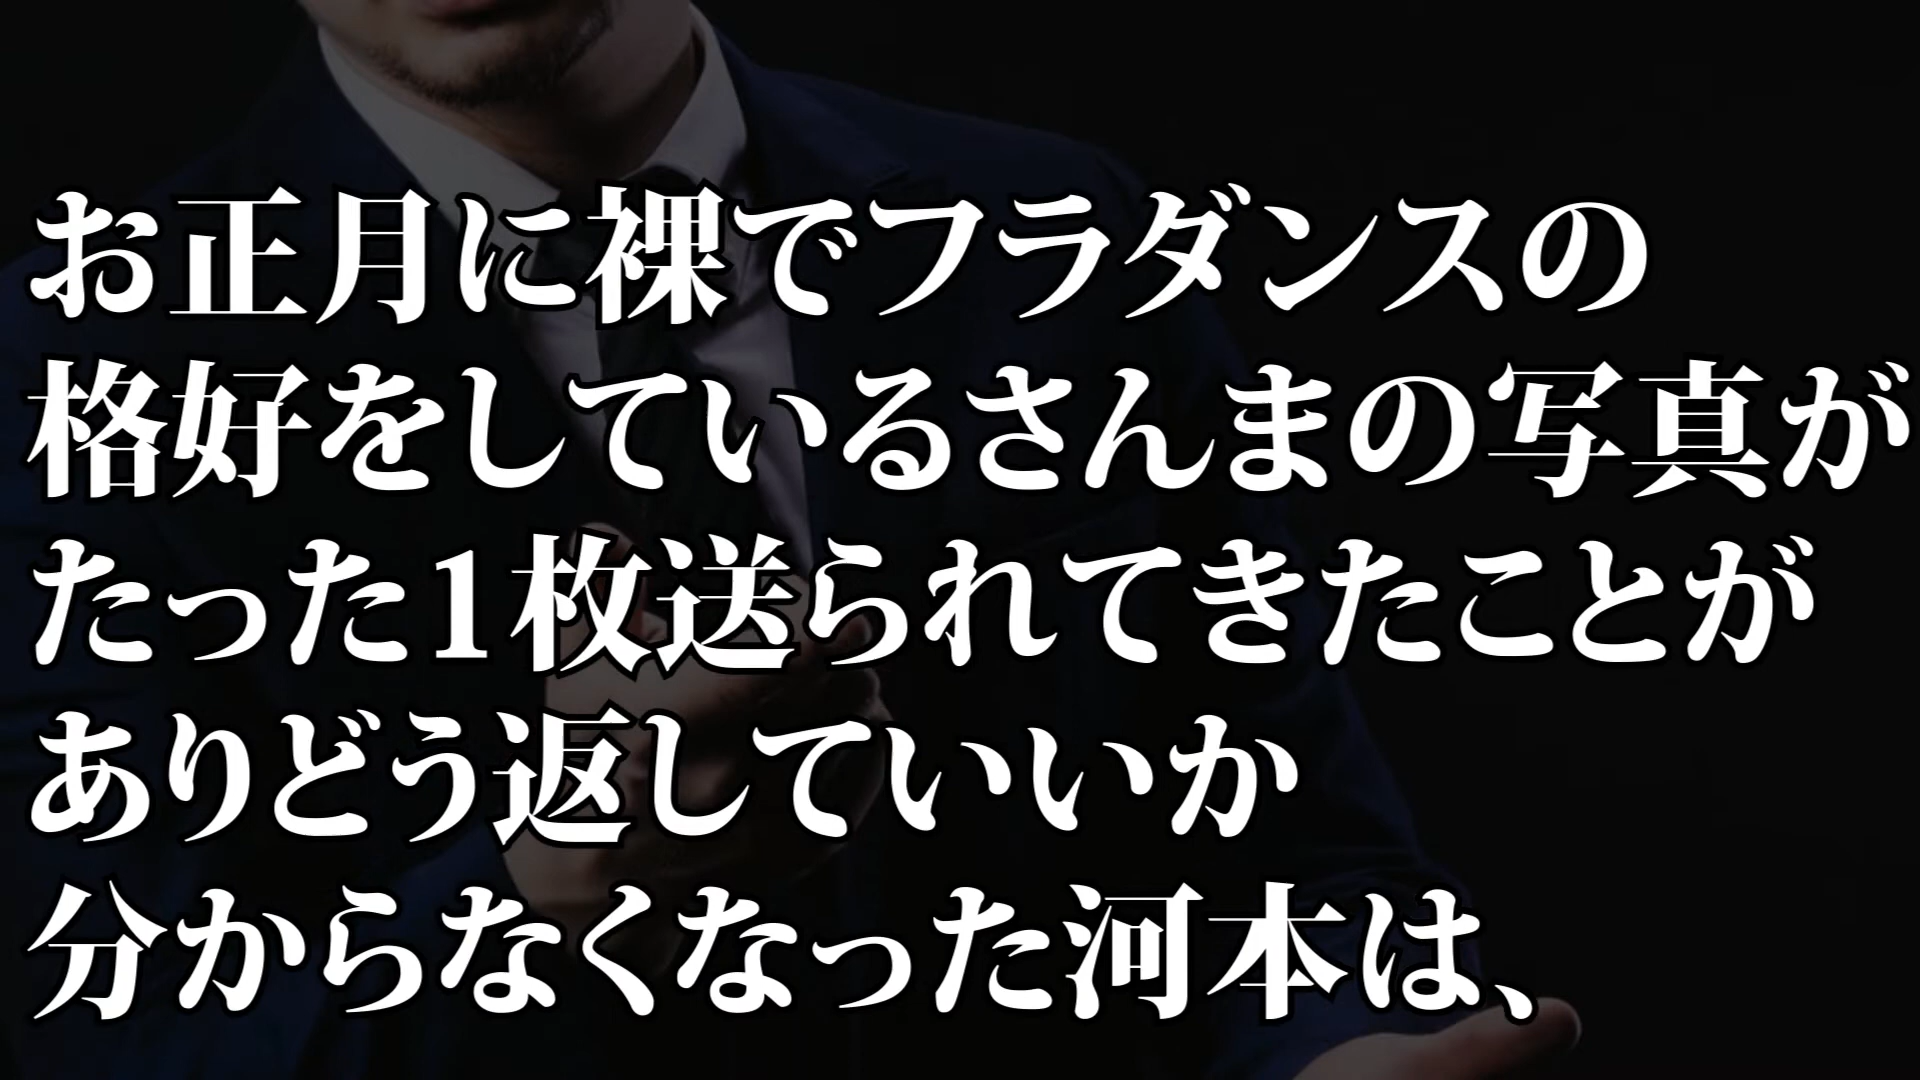 お正月に裸でフラダンスの
格好をしているさんまの写真が
たった1枚送られてきたことが
ありどう返していいか
分からなくなった河本は、